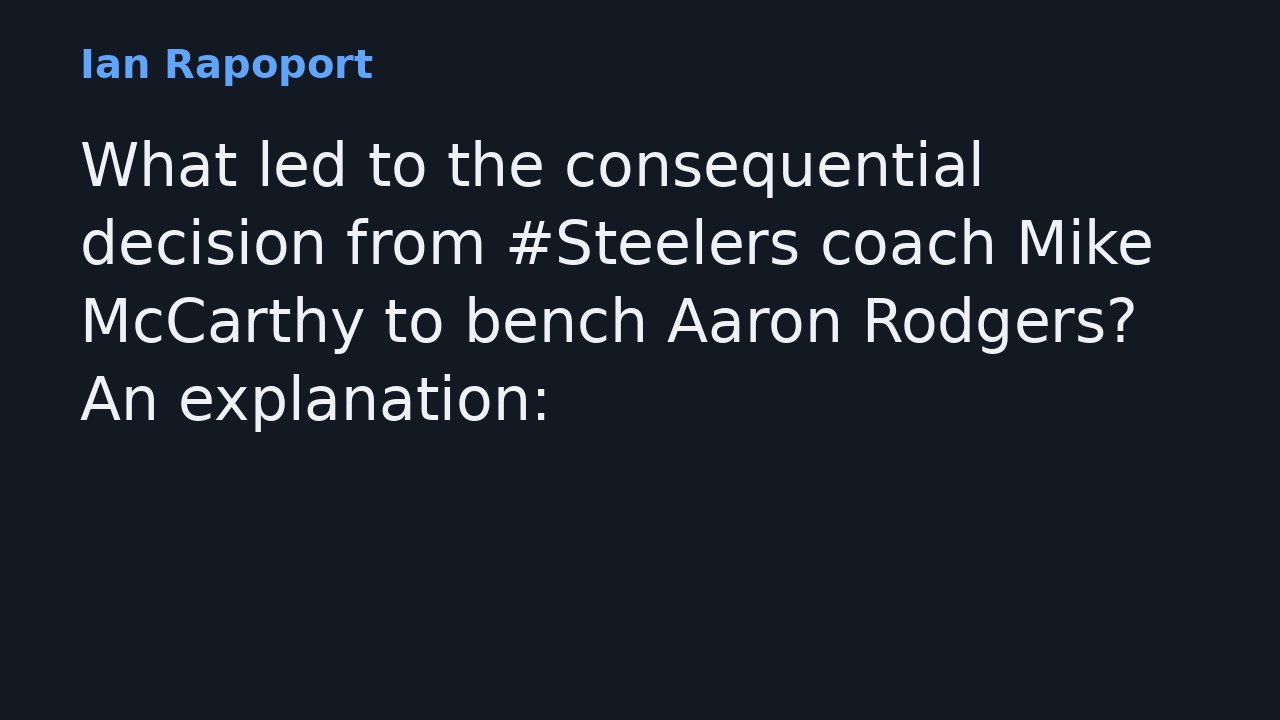 Ian Rapoport
What led to the consequential
decision from #Steelers coach Mike
McCarthy to bench Aaron Rodgers?
An explanation: